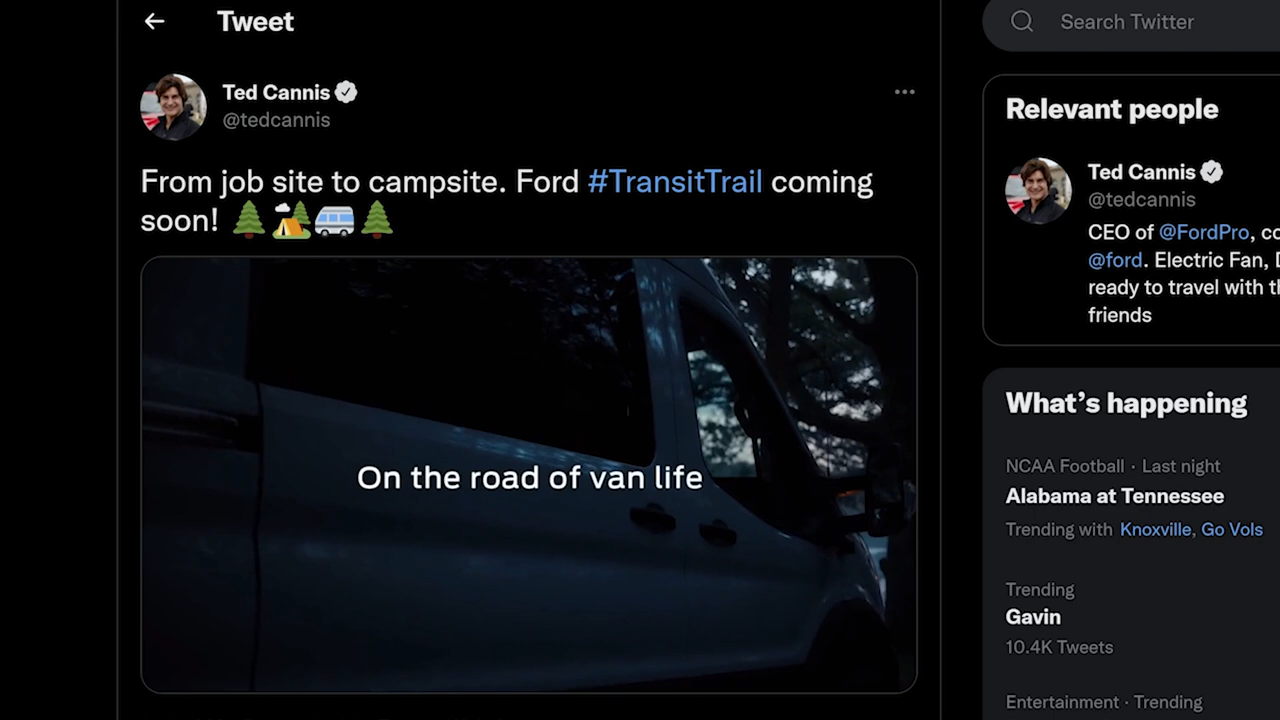 Tweet
Search Twitter
Ted Cannis
@tedcannis
From job site to campsite. Ford #TransitTrail coming
soon! 🌲🏕️🚐🌲
On the road of van life
Relevant people
Ted Cannis
@tedcannis
CEO of @FordPro,
@ford. Electric Fan,
ready to travel with
friends
What’s happening
NCAA Football · Last night
Alabama at Tennessee
Trending with Knoxville, Go Vols
Trending
Gavin
10.4K Tweets
Entertainment · Trending